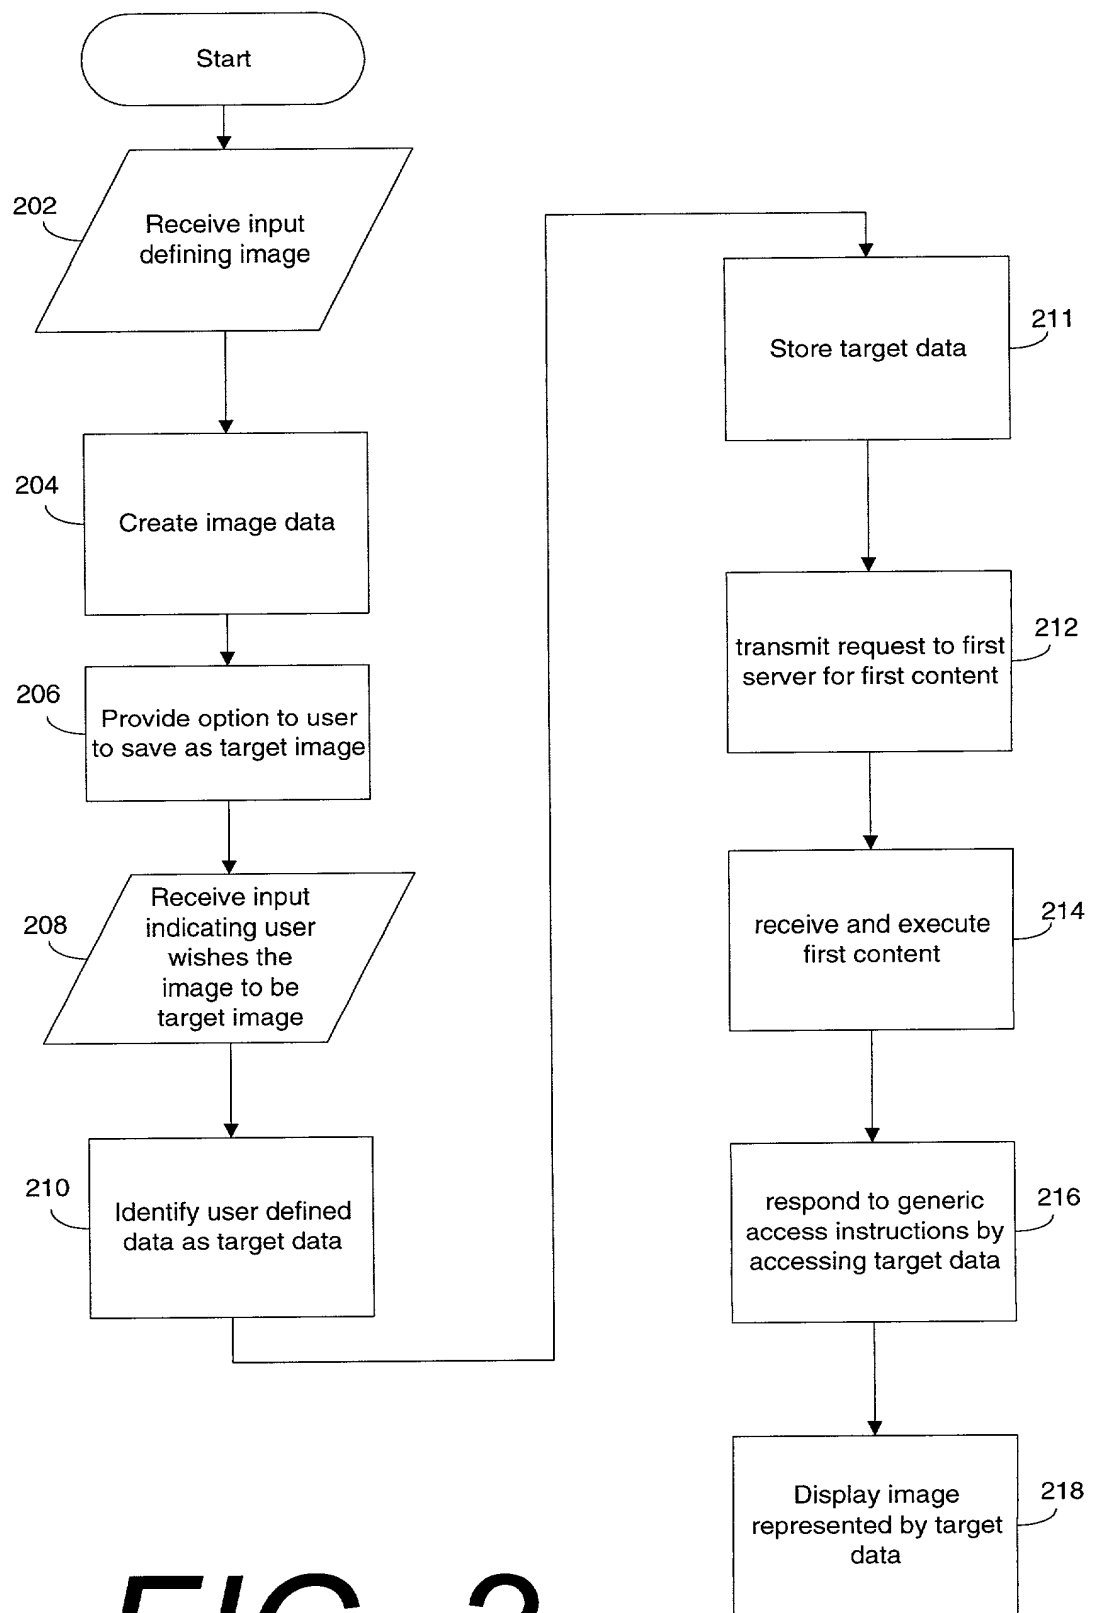 Start
202
Receive input
defining image
204
Create image data
206
Provide option to user
to save as target image
208
Receive input
indicating user
wishes the
image to be
target image
210
Identify user defined
data as target data
211
Store target data
212
transmit request to first
server for first content
214
receive and execute
first content
216
respond to generic
access instructions by
accessing target data
218
Display image
represented by target
data